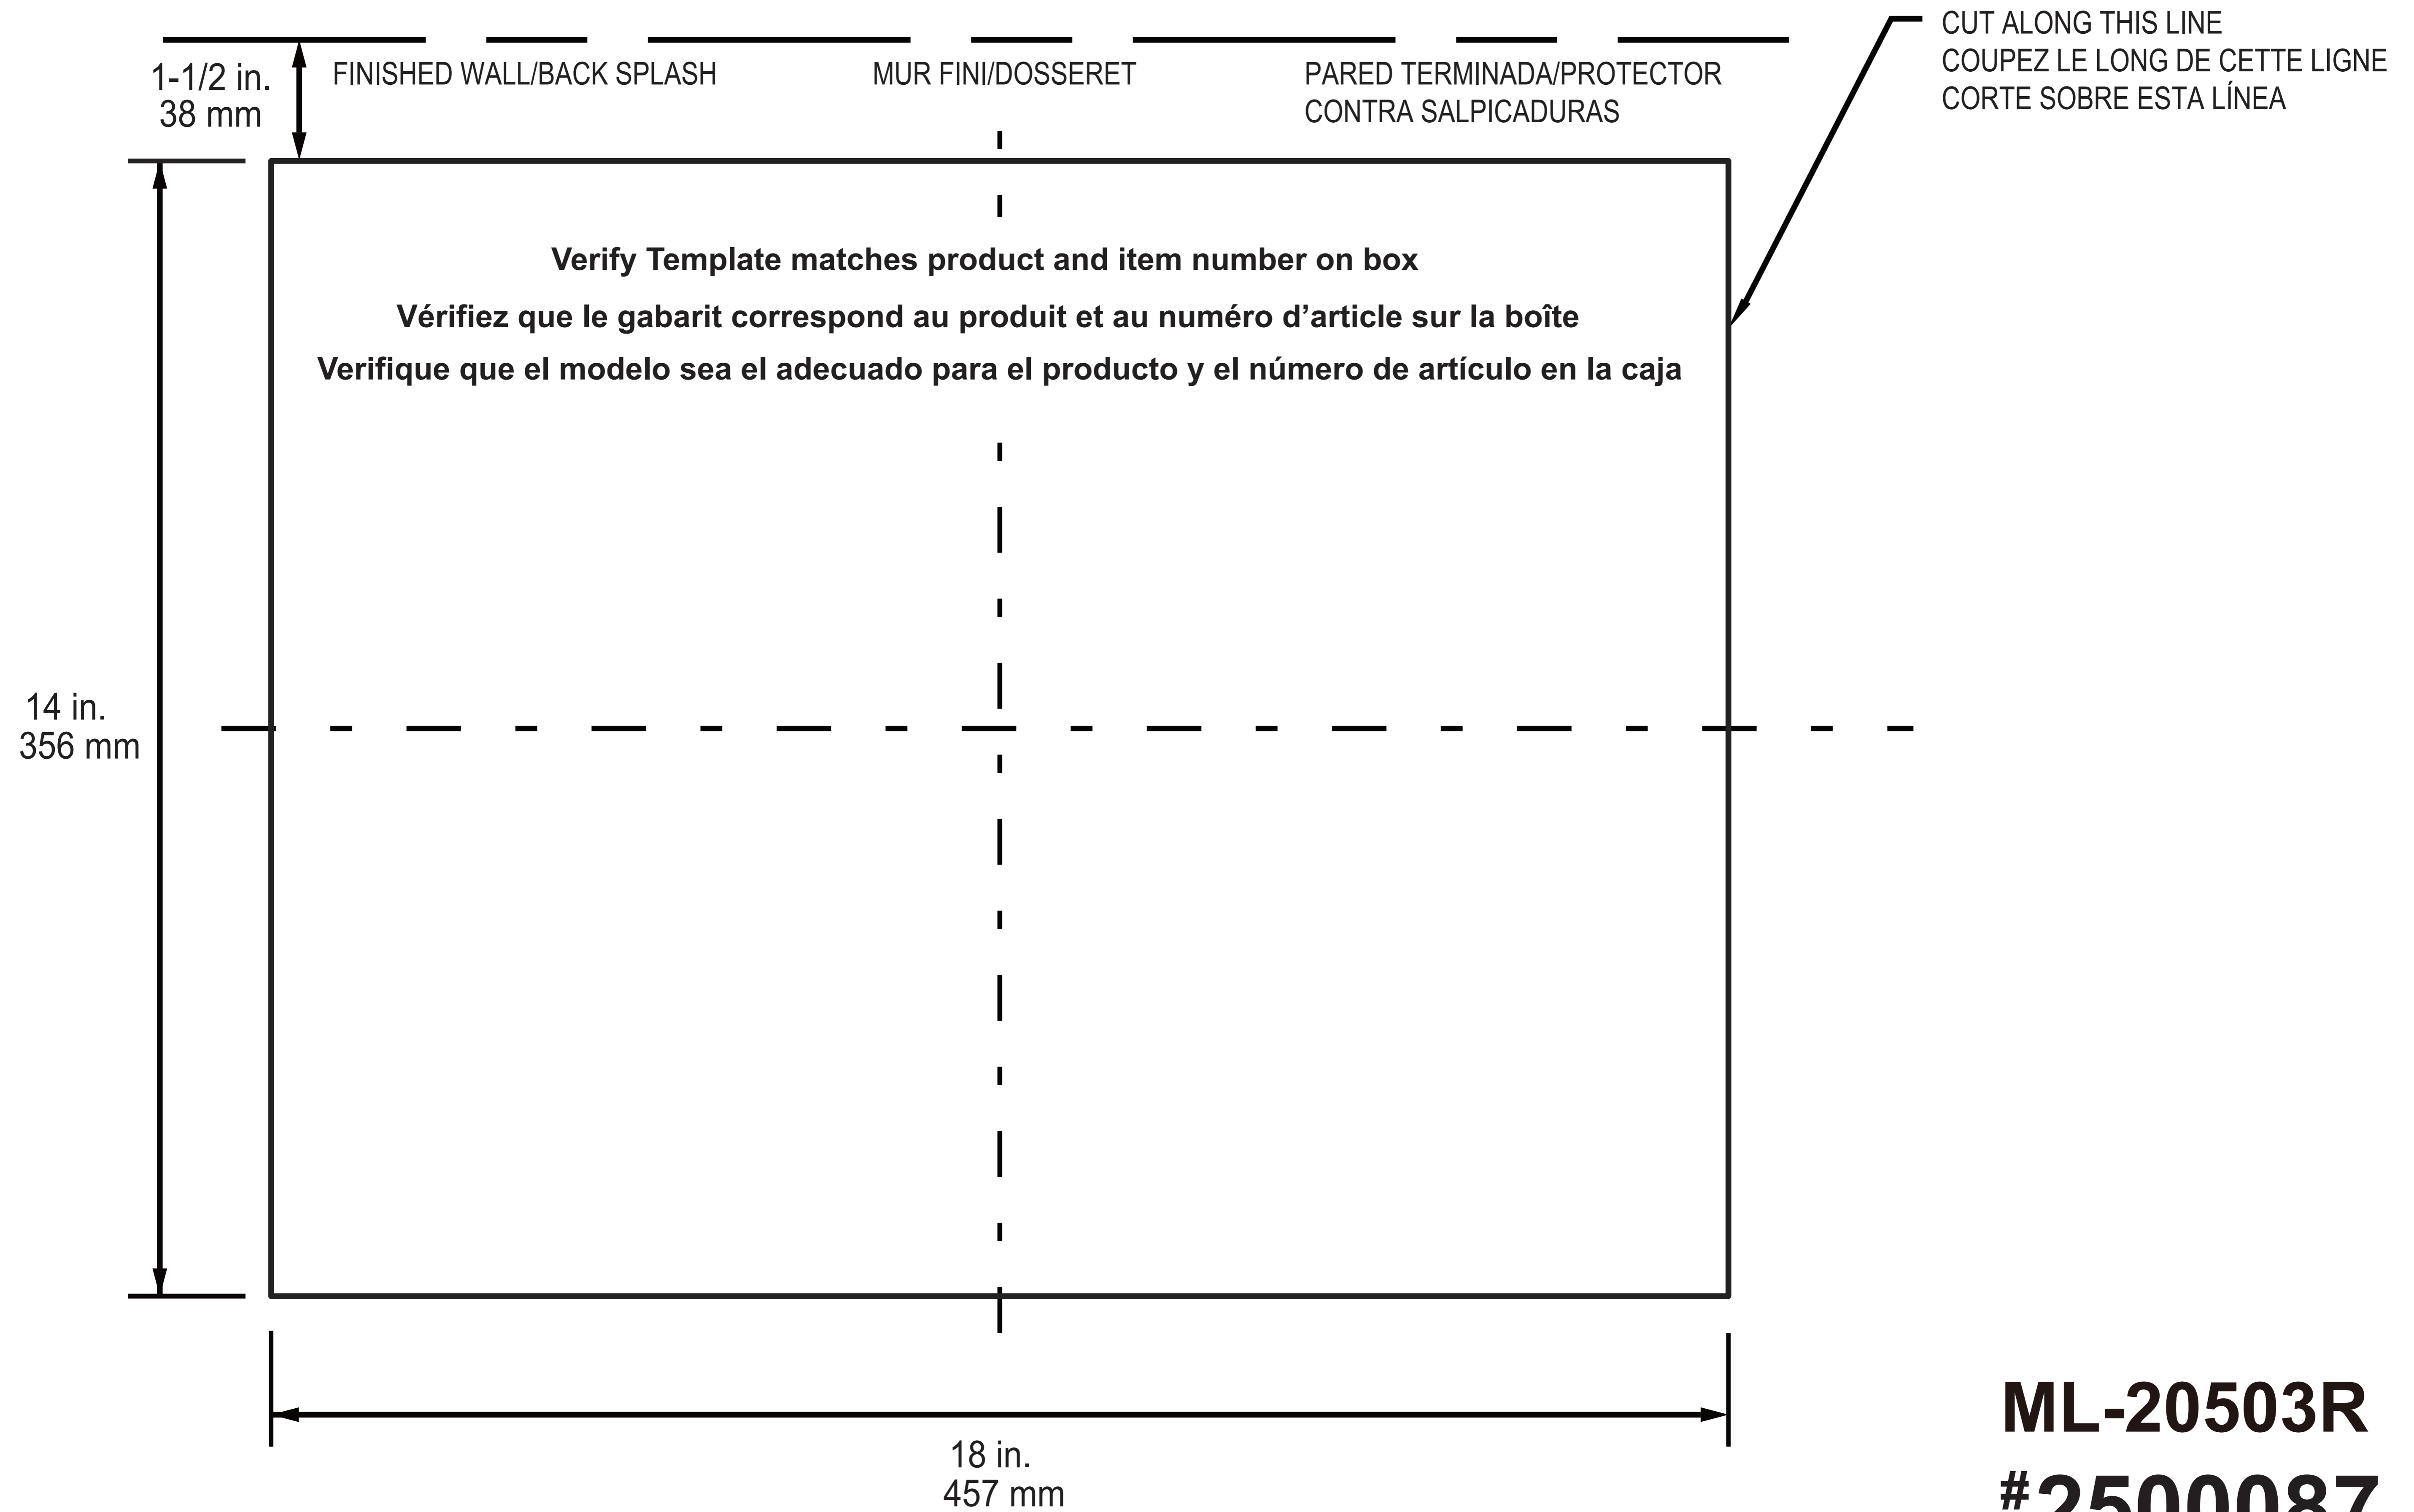 CUT ALONG THIS LINE
COUPEZ LE LONG DE CETTE LIGNE
CORTE SOBRE ESTA LÍNEA
1-1/2 in.
38 mm
FINISHED WALL/BACK SPLASH
MUR FINI/DOSSERET
PARED TERMINADA/PROTECTOR
CONTRA SALPICADURAS
Verify Template matches product and item number on box
Vérifiez que le gabarit correspond au produit et au numéro d’article sur la boîte
Verifique que el modelo sea el adecuado para el producto y el número de artículo en la caja
14 in.
356 mm
18 in.
457 mm
ML-20503R
#2500087